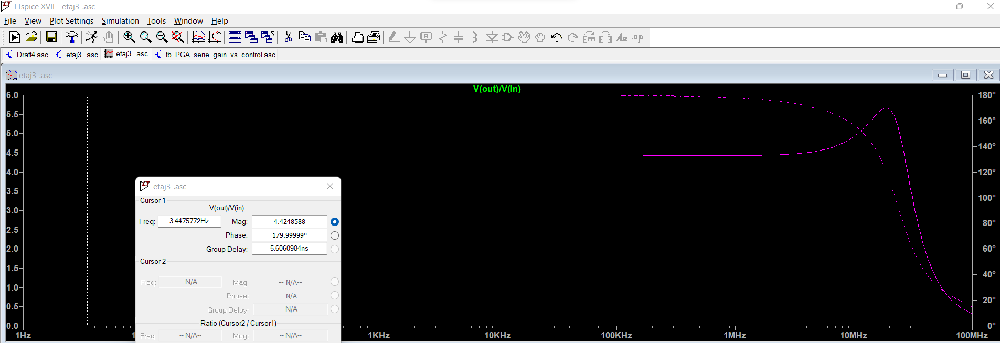 LTspice XVII - etaj3_.asc
File View Plot Settings Simulation Tools Window Help
Draft4.asc etaj3_.asc etaj3_.asc tb_PGA_serie_gain_vs_control.asc
etaj3_.asc
V(out)/V(in)
6.0 180°
5.5 160°
5.0 140°
4.5 120°
4.0 100°
3.5 80°
3.0 60°
2.5 40°
2.0 20°
1.5 0°
1.0
0.5
0.0
1Hz 1KHz 10KHz 100KHz 1MHz 10MHz 100MHz
etaj3_.asc
Cursor 1
V(out)/V(in)
Freq: 3.4475772Hz Mag: 4.4248588
Phase: 179.99999°
Group Delay: 5.6060984ns
Cursor 2
Freq: -- N/A-- Mag: -- N/A--
Phase: -- N/A--
Group Delay: -- N/A--
Ratio (Cursor2 / Cursor1)
Freq: -- N/A-- Mag: -- N/A--